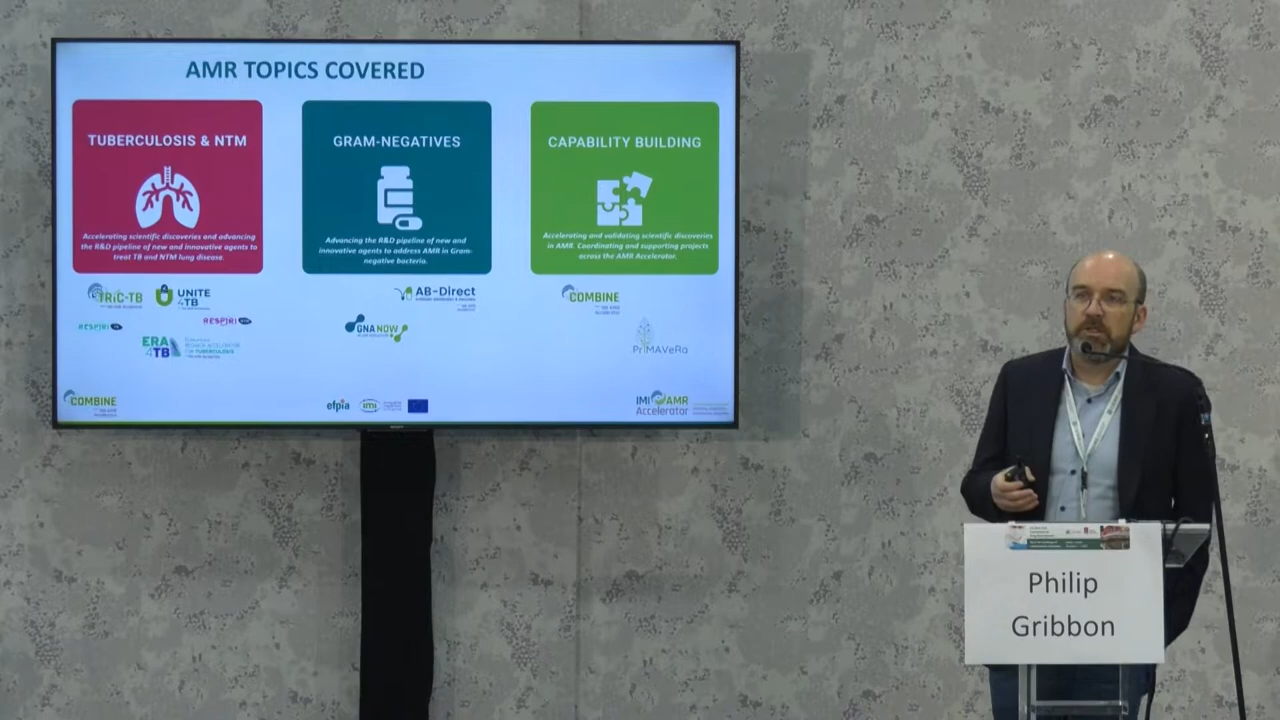 AMR TOPICS COVERED
TUBERCULOSIS & NTM
Accelerating scientific discoveries and advancing
the R&D pipeline of new and innovative agents to
treat TB and NTM lung disease.
GRAM-NEGATIVES
Advancing the R&D pipeline of new and
innovative agents to address AMR in Gram-
negative bacteria.
CAPABILITY BUILDING
Accelerating and validating scientific discoveries
in AMR. Coordinating and supporting projects
across the AMR Accelerator.
TRiC-TB
UNITE
4TB
RESPIRI
RESPIRI
ERA
4TB
AB-Direct
GNA NOW
COMBINE
PriMAVeRa
COMBINE
efpia
imi
IMI AMR
Accelerator
SONY
Philip
Gribbon